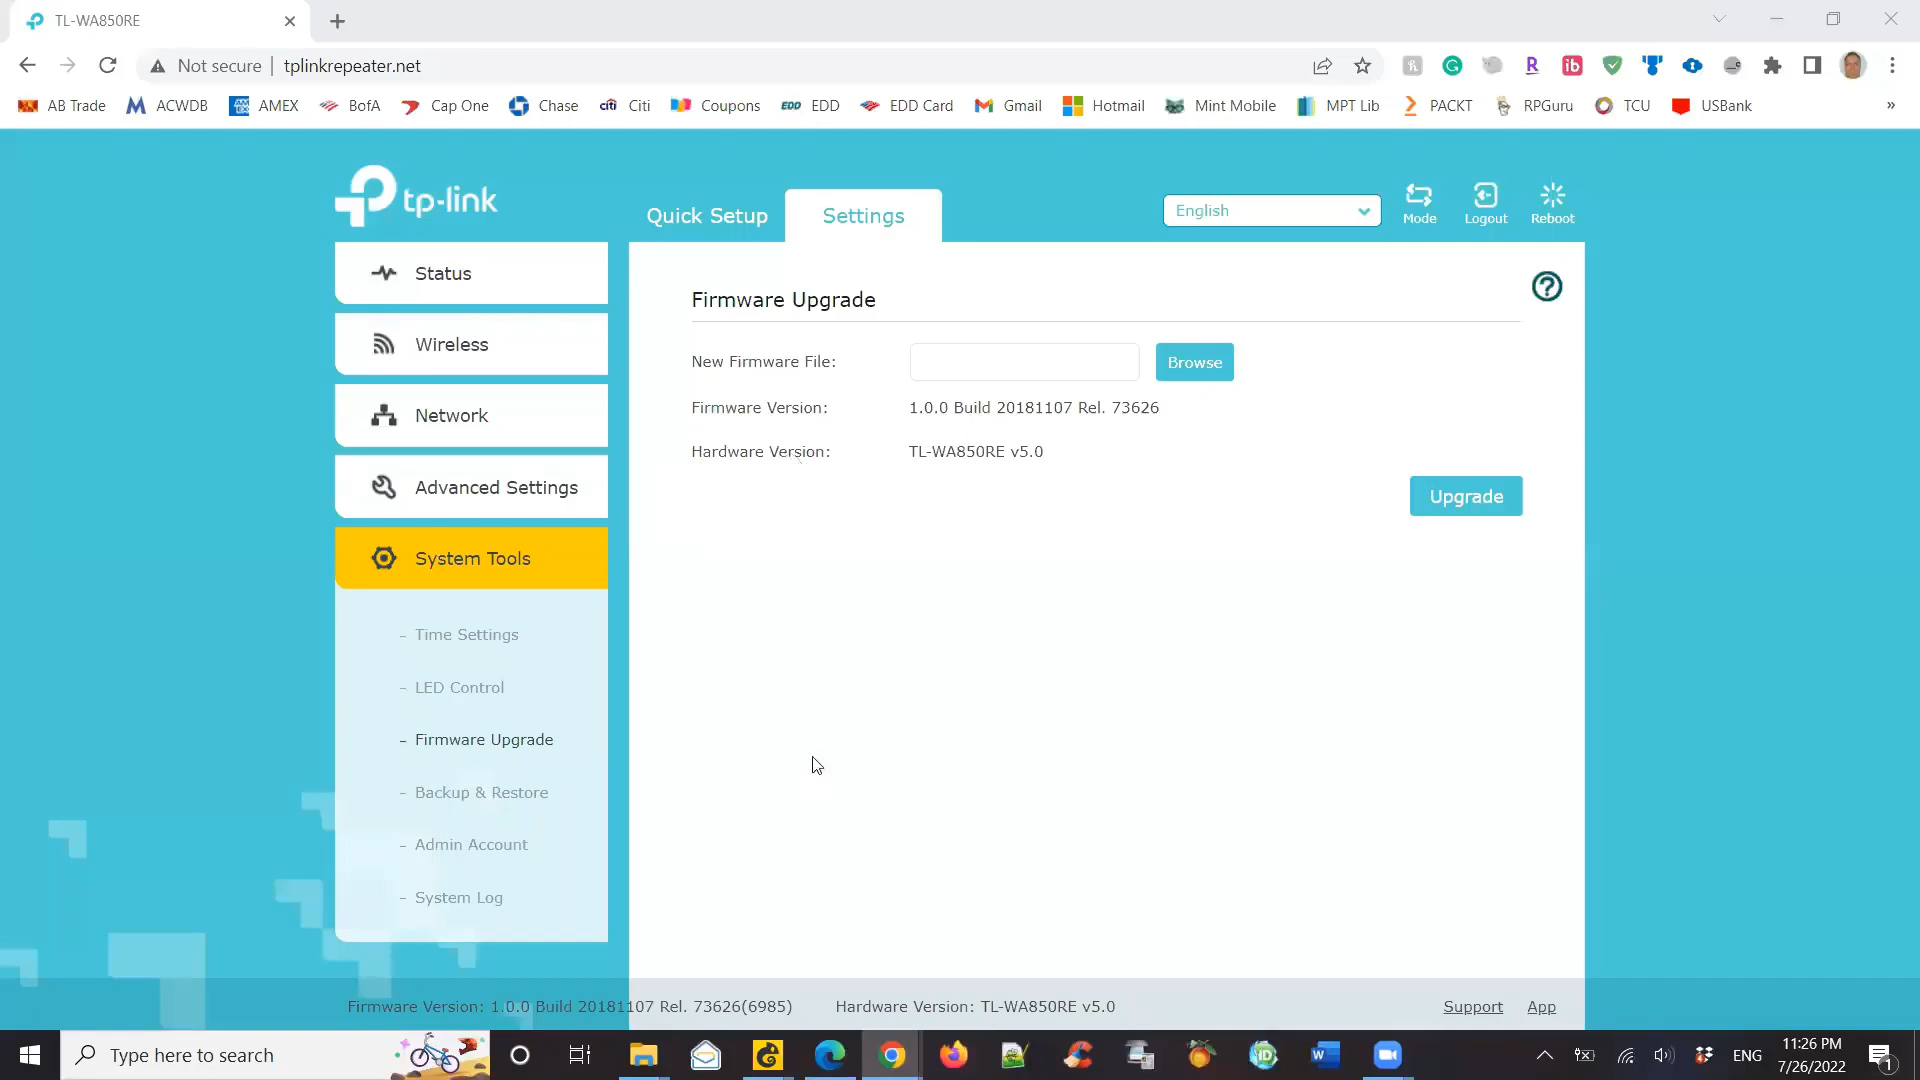 TL-WA850RE
Not secure tplinkrepeater.net
AB Trade ACWDB AMEX BofA Cap One Chase citi Citi Coupons EDD EDD EDD Card Gmail Hotmail Mint Mobile MPT Lib PACKT RPGuru TCU USBank »
tp-link
Quick Setup
Settings
English
Mode
Logout
Reboot
Status
Wireless
Network
Advanced Settings
System Tools
- Time Settings
- LED Control
- Firmware Upgrade
- Backup & Restore
- Admin Account
- System Log
Firmware Upgrade
New Firmware File: Browse
Firmware Version: 1.0.0 Build 20181107 Rel. 73626
Hardware Version: TL-WA850RE v5.0
Upgrade
Firmware Version: 1.0.0 Build 20181107 Rel. 73626(6985) Hardware Version: TL-WA850RE v5.0 Support App
Type here to search
ENG
11:26 PM
7/26/2022
1